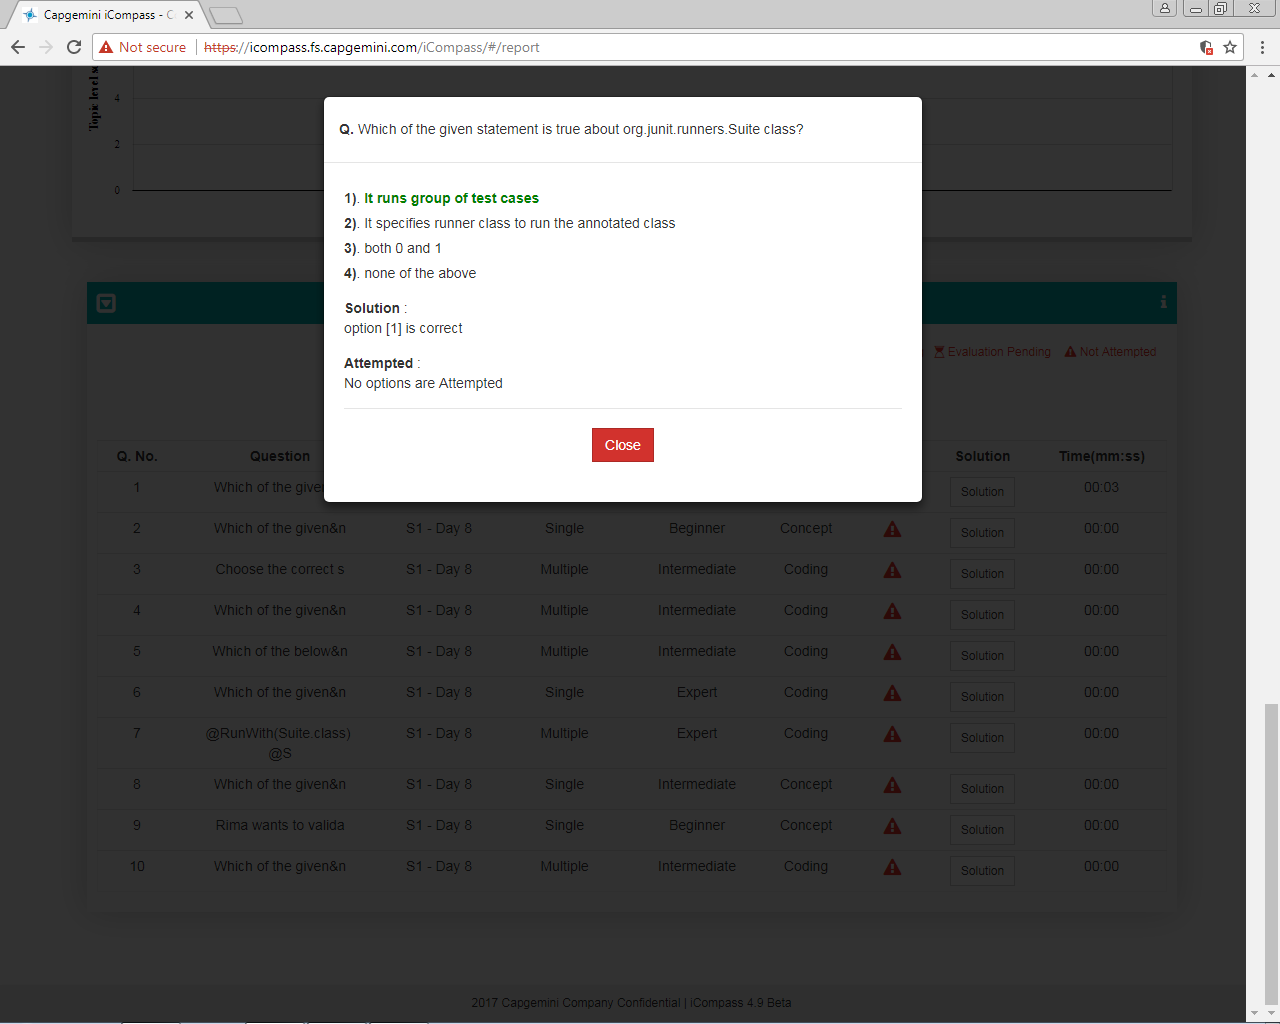 Capgemini iCompass - C
Not secure | https://icompass.fs.capgemini.com/iCompass/#/report
Topic level s
4
2
0
Q. Which of the given statement is true about org.junit.runners.Suite class?
1). It runs group of test cases
2). It specifies runner class to run the annotated class
3). both 0 and 1
4). none of the above
Solution :
option [1] is correct
Attempted :
No options are Attempted
Close
Evaluation Pending Not Attempted
Q. No. Question Solution Time(mm:ss)
1 Which of the give Solution 00:03
2 Which of the given&n S1 - Day 8 Single Beginner Concept Solution 00:00
3 Choose the correct s S1 - Day 8 Multiple Intermediate Coding Solution 00:00
4 Which of the given&n S1 - Day 8 Multiple Intermediate Coding Solution 00:00
5 Which of the below&n S1 - Day 8 Multiple Intermediate Coding Solution 00:00
6 Which of the given&n S1 - Day 8 Single Expert Coding Solution 00:00
7 @RunWith(Suite.class) S1 - Day 8 Multiple Expert Coding Solution 00:00
@S
8 Which of the given&n S1 - Day 8 Single Intermediate Concept Solution 00:00
9 Rima wants to valida S1 - Day 8 Single Beginner Concept Solution 00:00
10 Which of the given&n S1 - Day 8 Multiple Intermediate Coding Solution 00:00
2017 Capgemini Company Confidential | iCompass 4.9 Beta